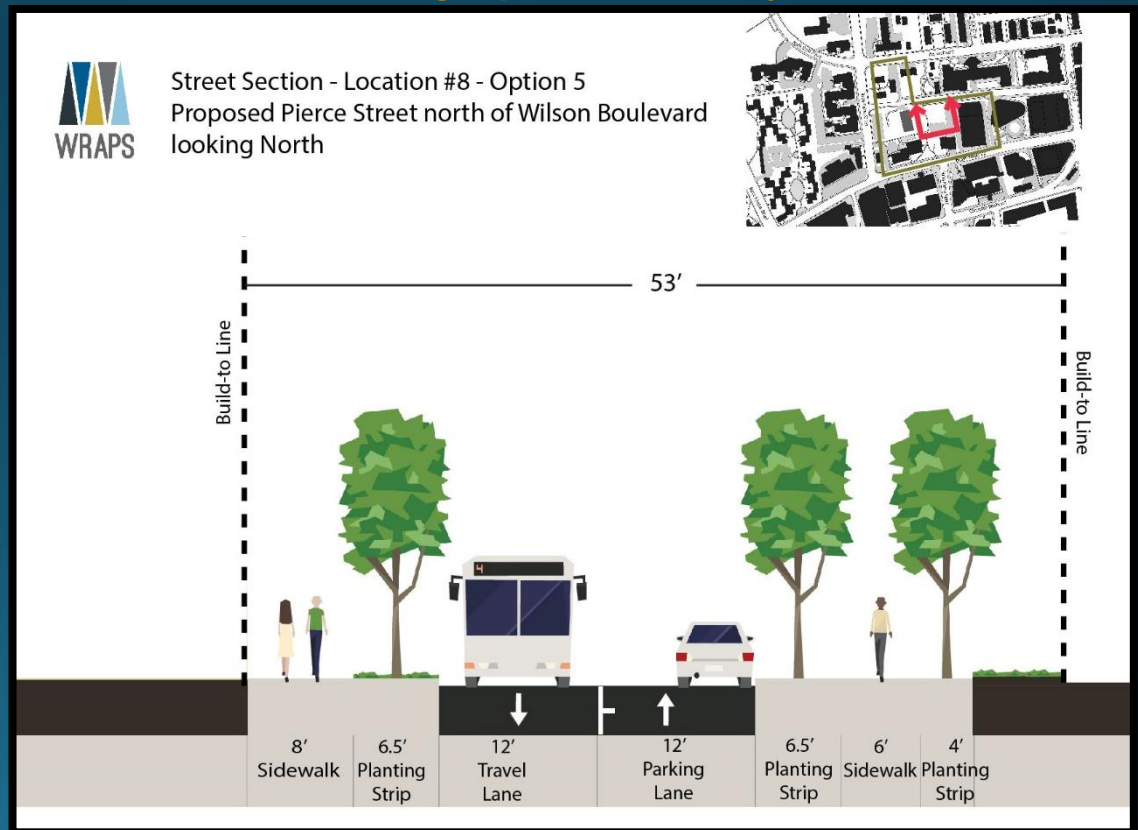 WRAPS
Street Section - Location #8 - Option 5
Proposed Pierce Street north of Wilson Boulevard
looking North
53'
Build-to Line
Build-to Line
4
8'
Sidewalk
6.5'
Planting
Strip
12'
Travel
Lane
12'
Parking
Lane
6.5'
Planting
Strip
6'
Sidewalk
4'
Planting
Strip